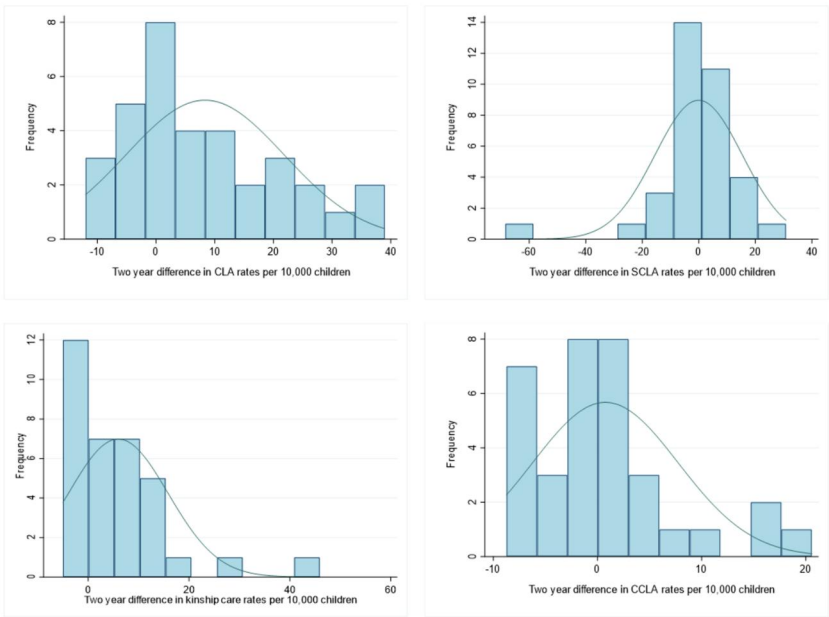 8
6
4
2
0
Frequency
-10 0 10 20 30 40
Two year difference in CLA rates per 10,000 children
14
12
10
8
6
4
2
0
Frequency
-60 -40 -20 0 20 40
Two year difference in SCLA rates per 10,000 children
12
10
8
6
4
2
0
Frequency
0 20 40 60
Two year difference in kinship care rates per 10,000 children
8
6
4
2
0
Frequency
-10 0 10 20
Two year difference in CCLA rates per 10,000 children